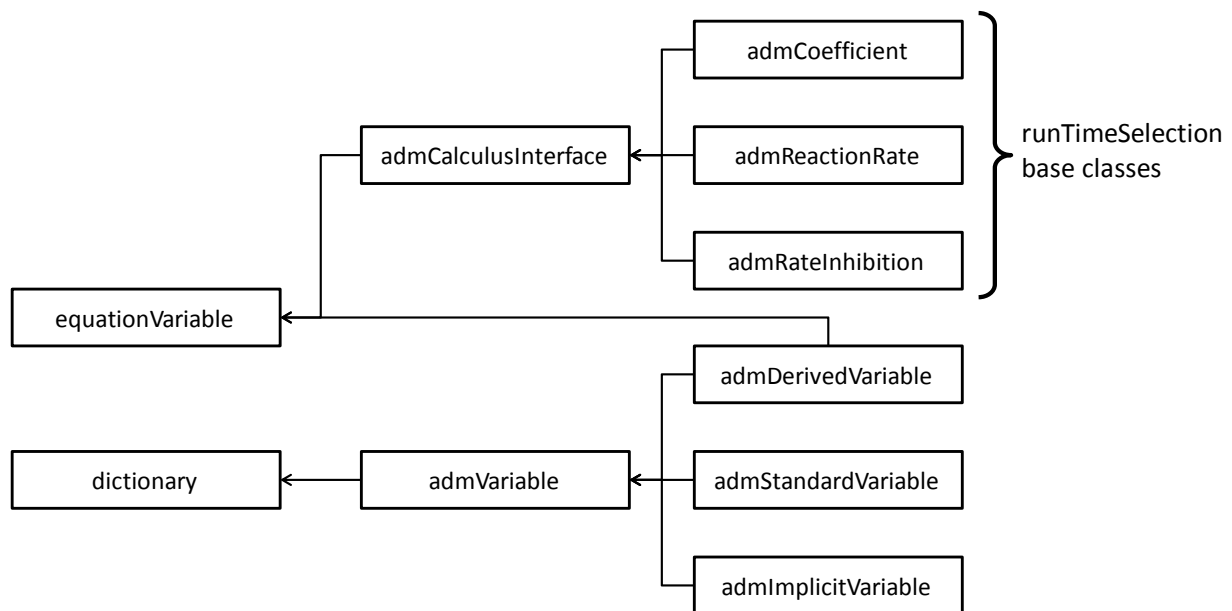 admCoefficient
admCalculusInterface
admReactionRate
runTimeSelection
base classes
admRateInhibition
equationVariable
admDerivedVariable
dictionary
admVariable
admStandardVariable
admImplicitVariable